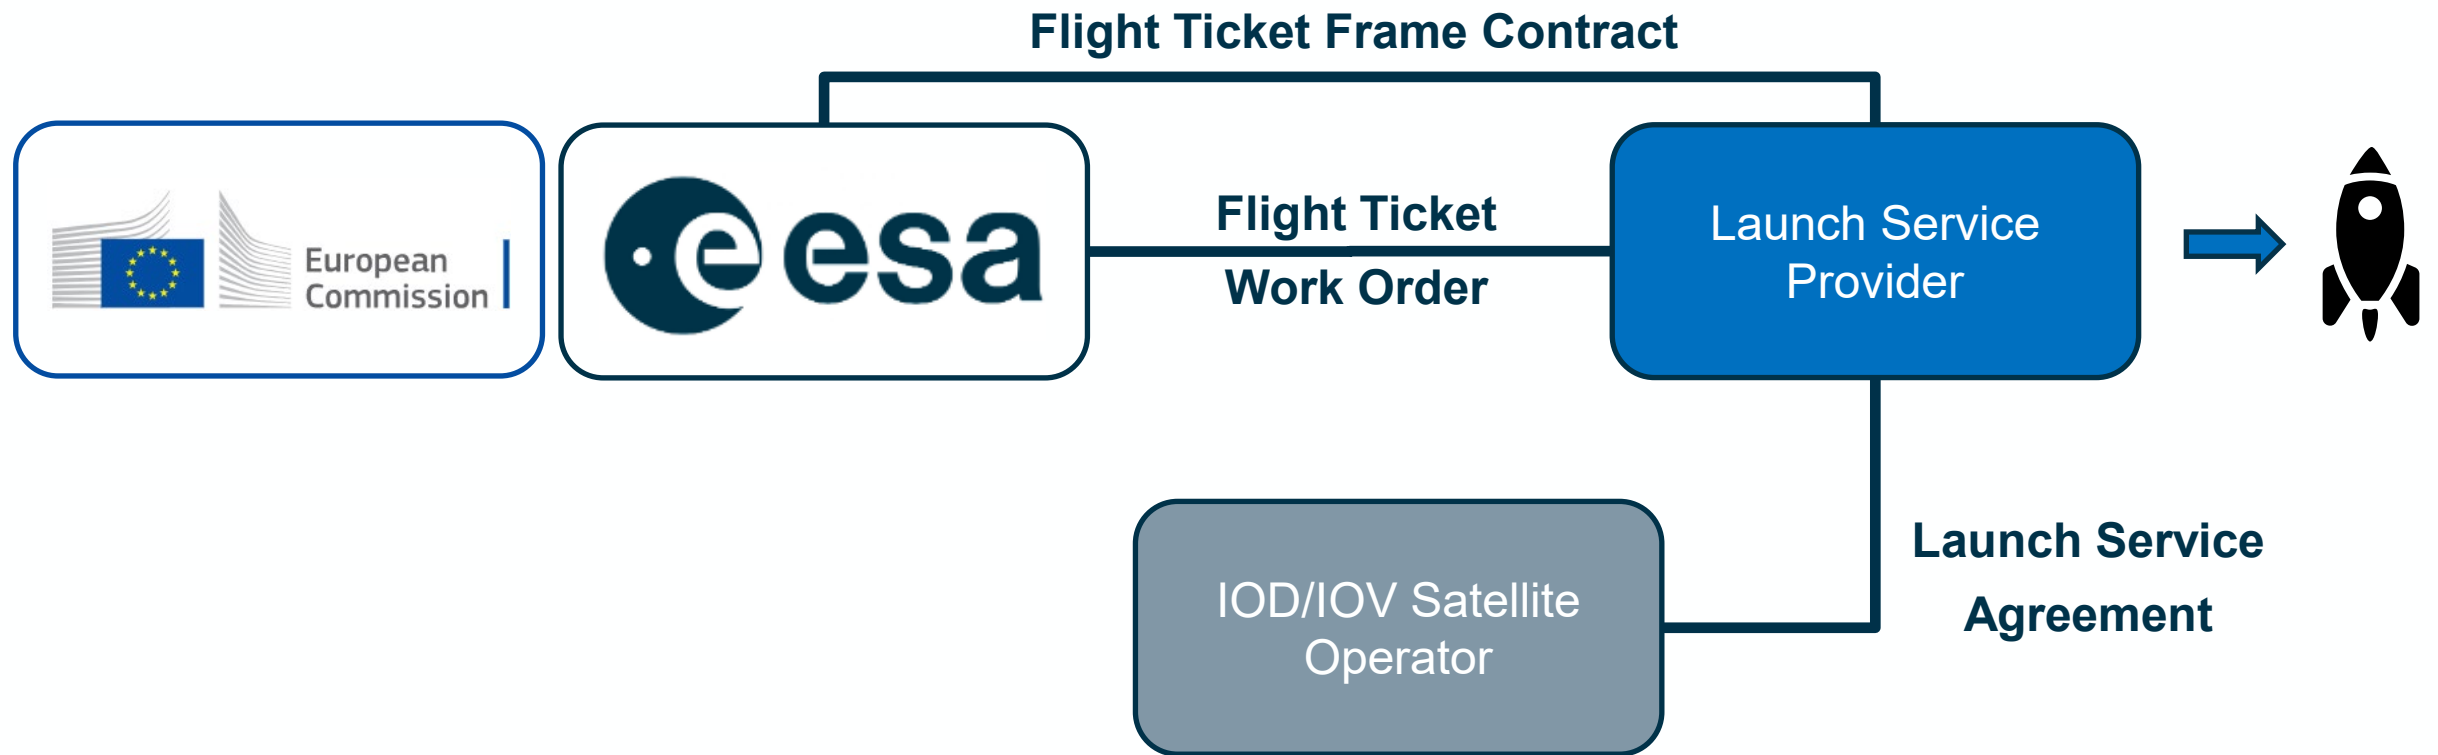 Flight Ticket Frame Contract
European
Commission
esa
Flight Ticket
Work Order
Launch Service
Provider
IOD/IOV Satellite
Operator
Launch Service
Agreement